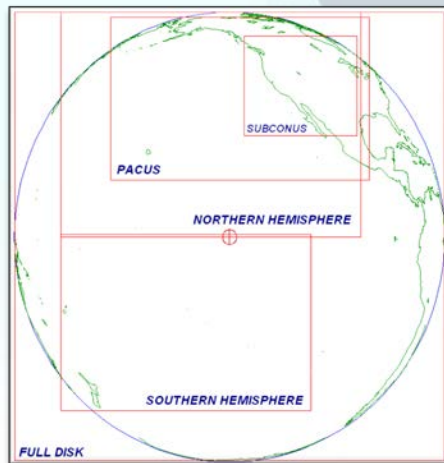 SUBCONUS
PACUS
NORTHERN HEMISPHERE
SOUTHERN HEMISPHERE
FULL DISK